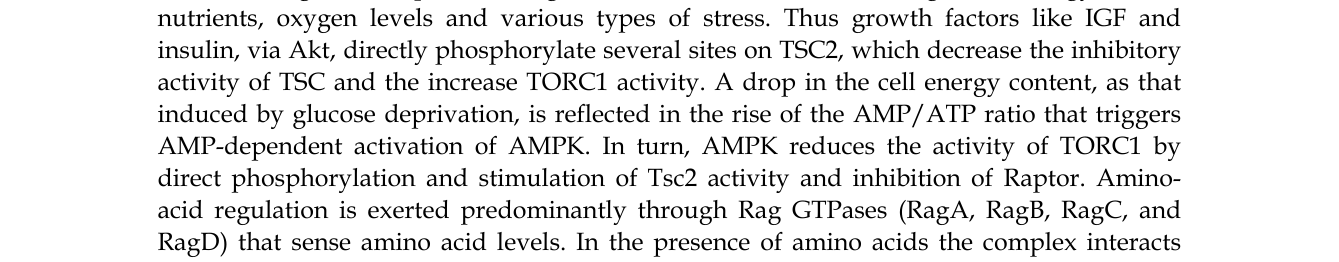 nutrients, oxygen levels and various types of stress. Thus growth factors like IGF and
insulin, via Akt, directly phosphorylate several sites on TSC2, which decrease the inhibitory
activity of TSC and the increase TORC1 activity. A drop in the cell energy content, as that
induced by glucose deprivation, is reflected in the rise of the AMP/ATP ratio that triggers
AMP-dependent activation of AMPK. In turn, AMPK reduces the activity of TORC1 by
direct phosphorylation and stimulation of Tsc2 activity and inhibition of Raptor. Amino-
acid regulation is exerted predominantly through Rag GTPases (RagA, RagB, RagC, and
RagD) that sense amino acid levels. In the presence of amino acids the complex interacts